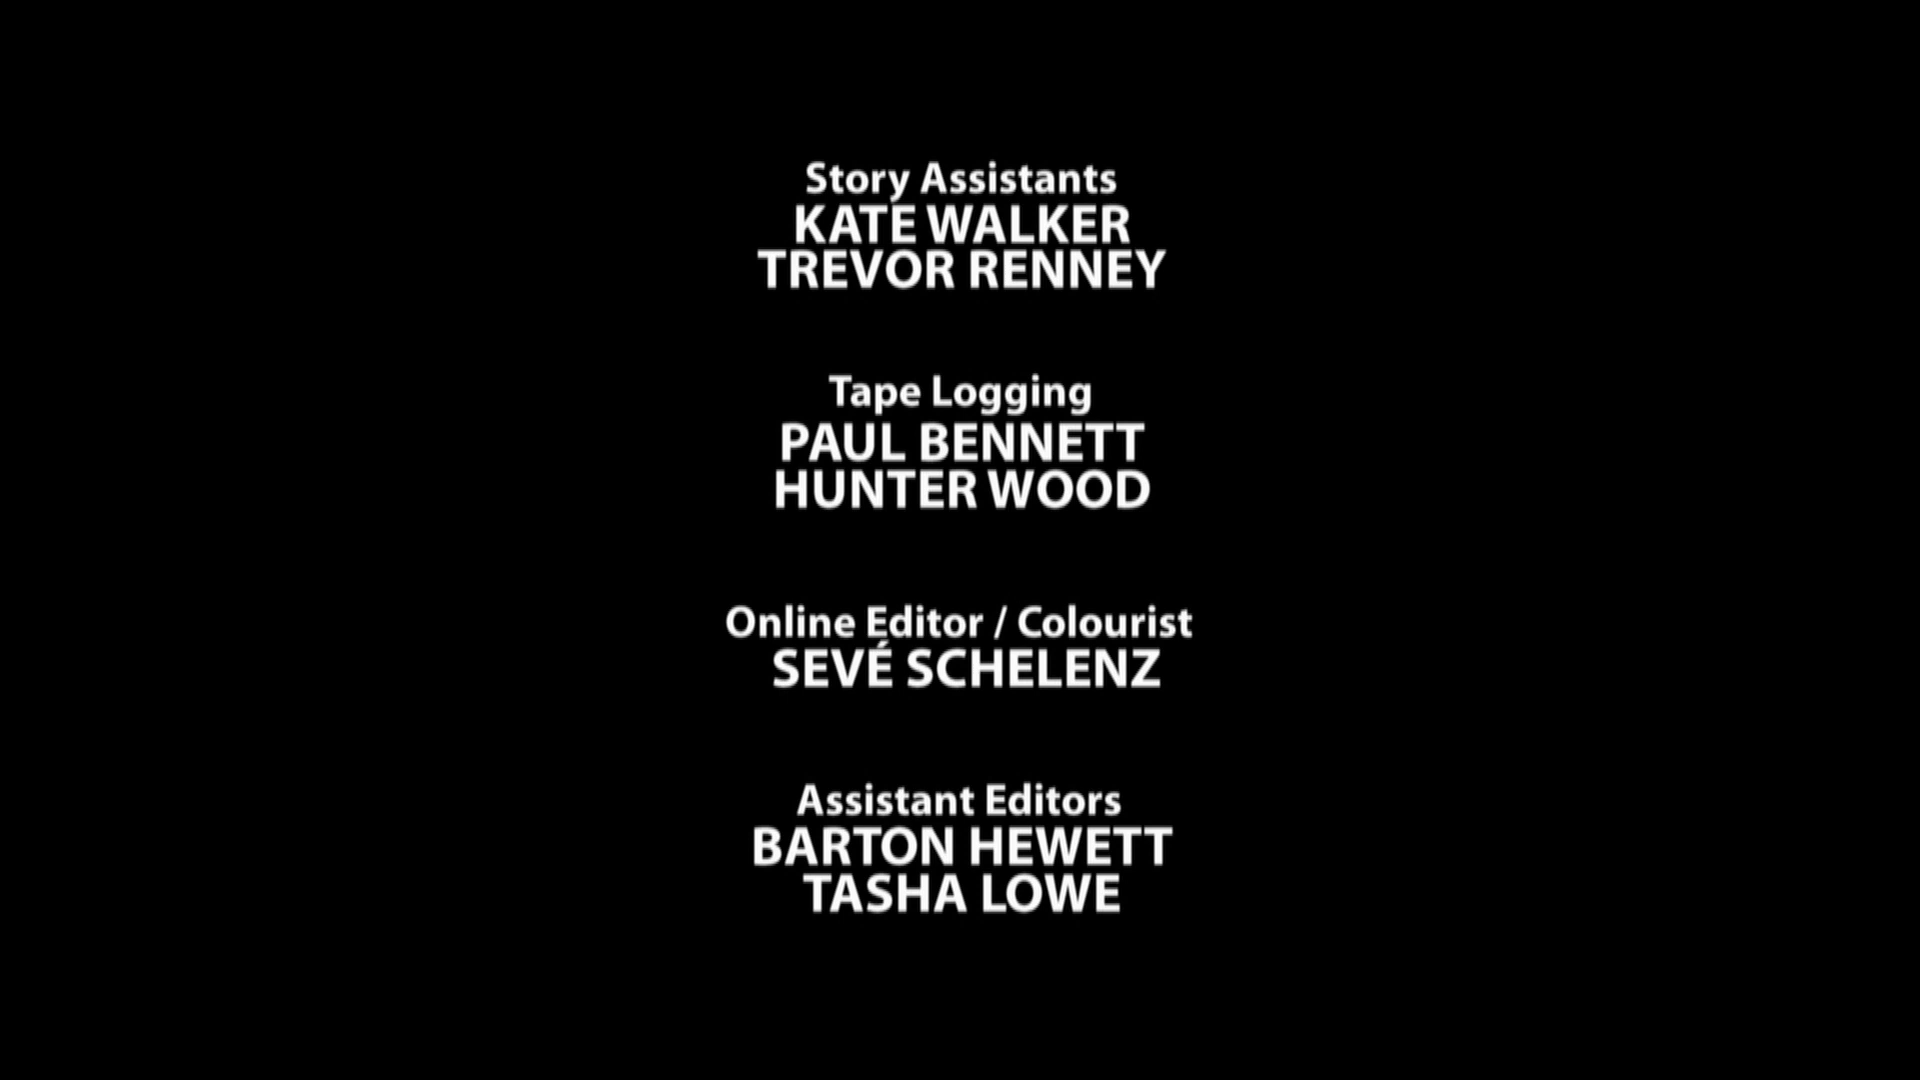 Story Assistants
KATE WALKER
TREVOR RENNEY
Tape Logging
PAUL BENNETT
HUNTER WOOD
Online Editor / Colourist
SEVÉ SCHELENZ
Assistant Editors
BARTON HEWETT
TASHA LOWE